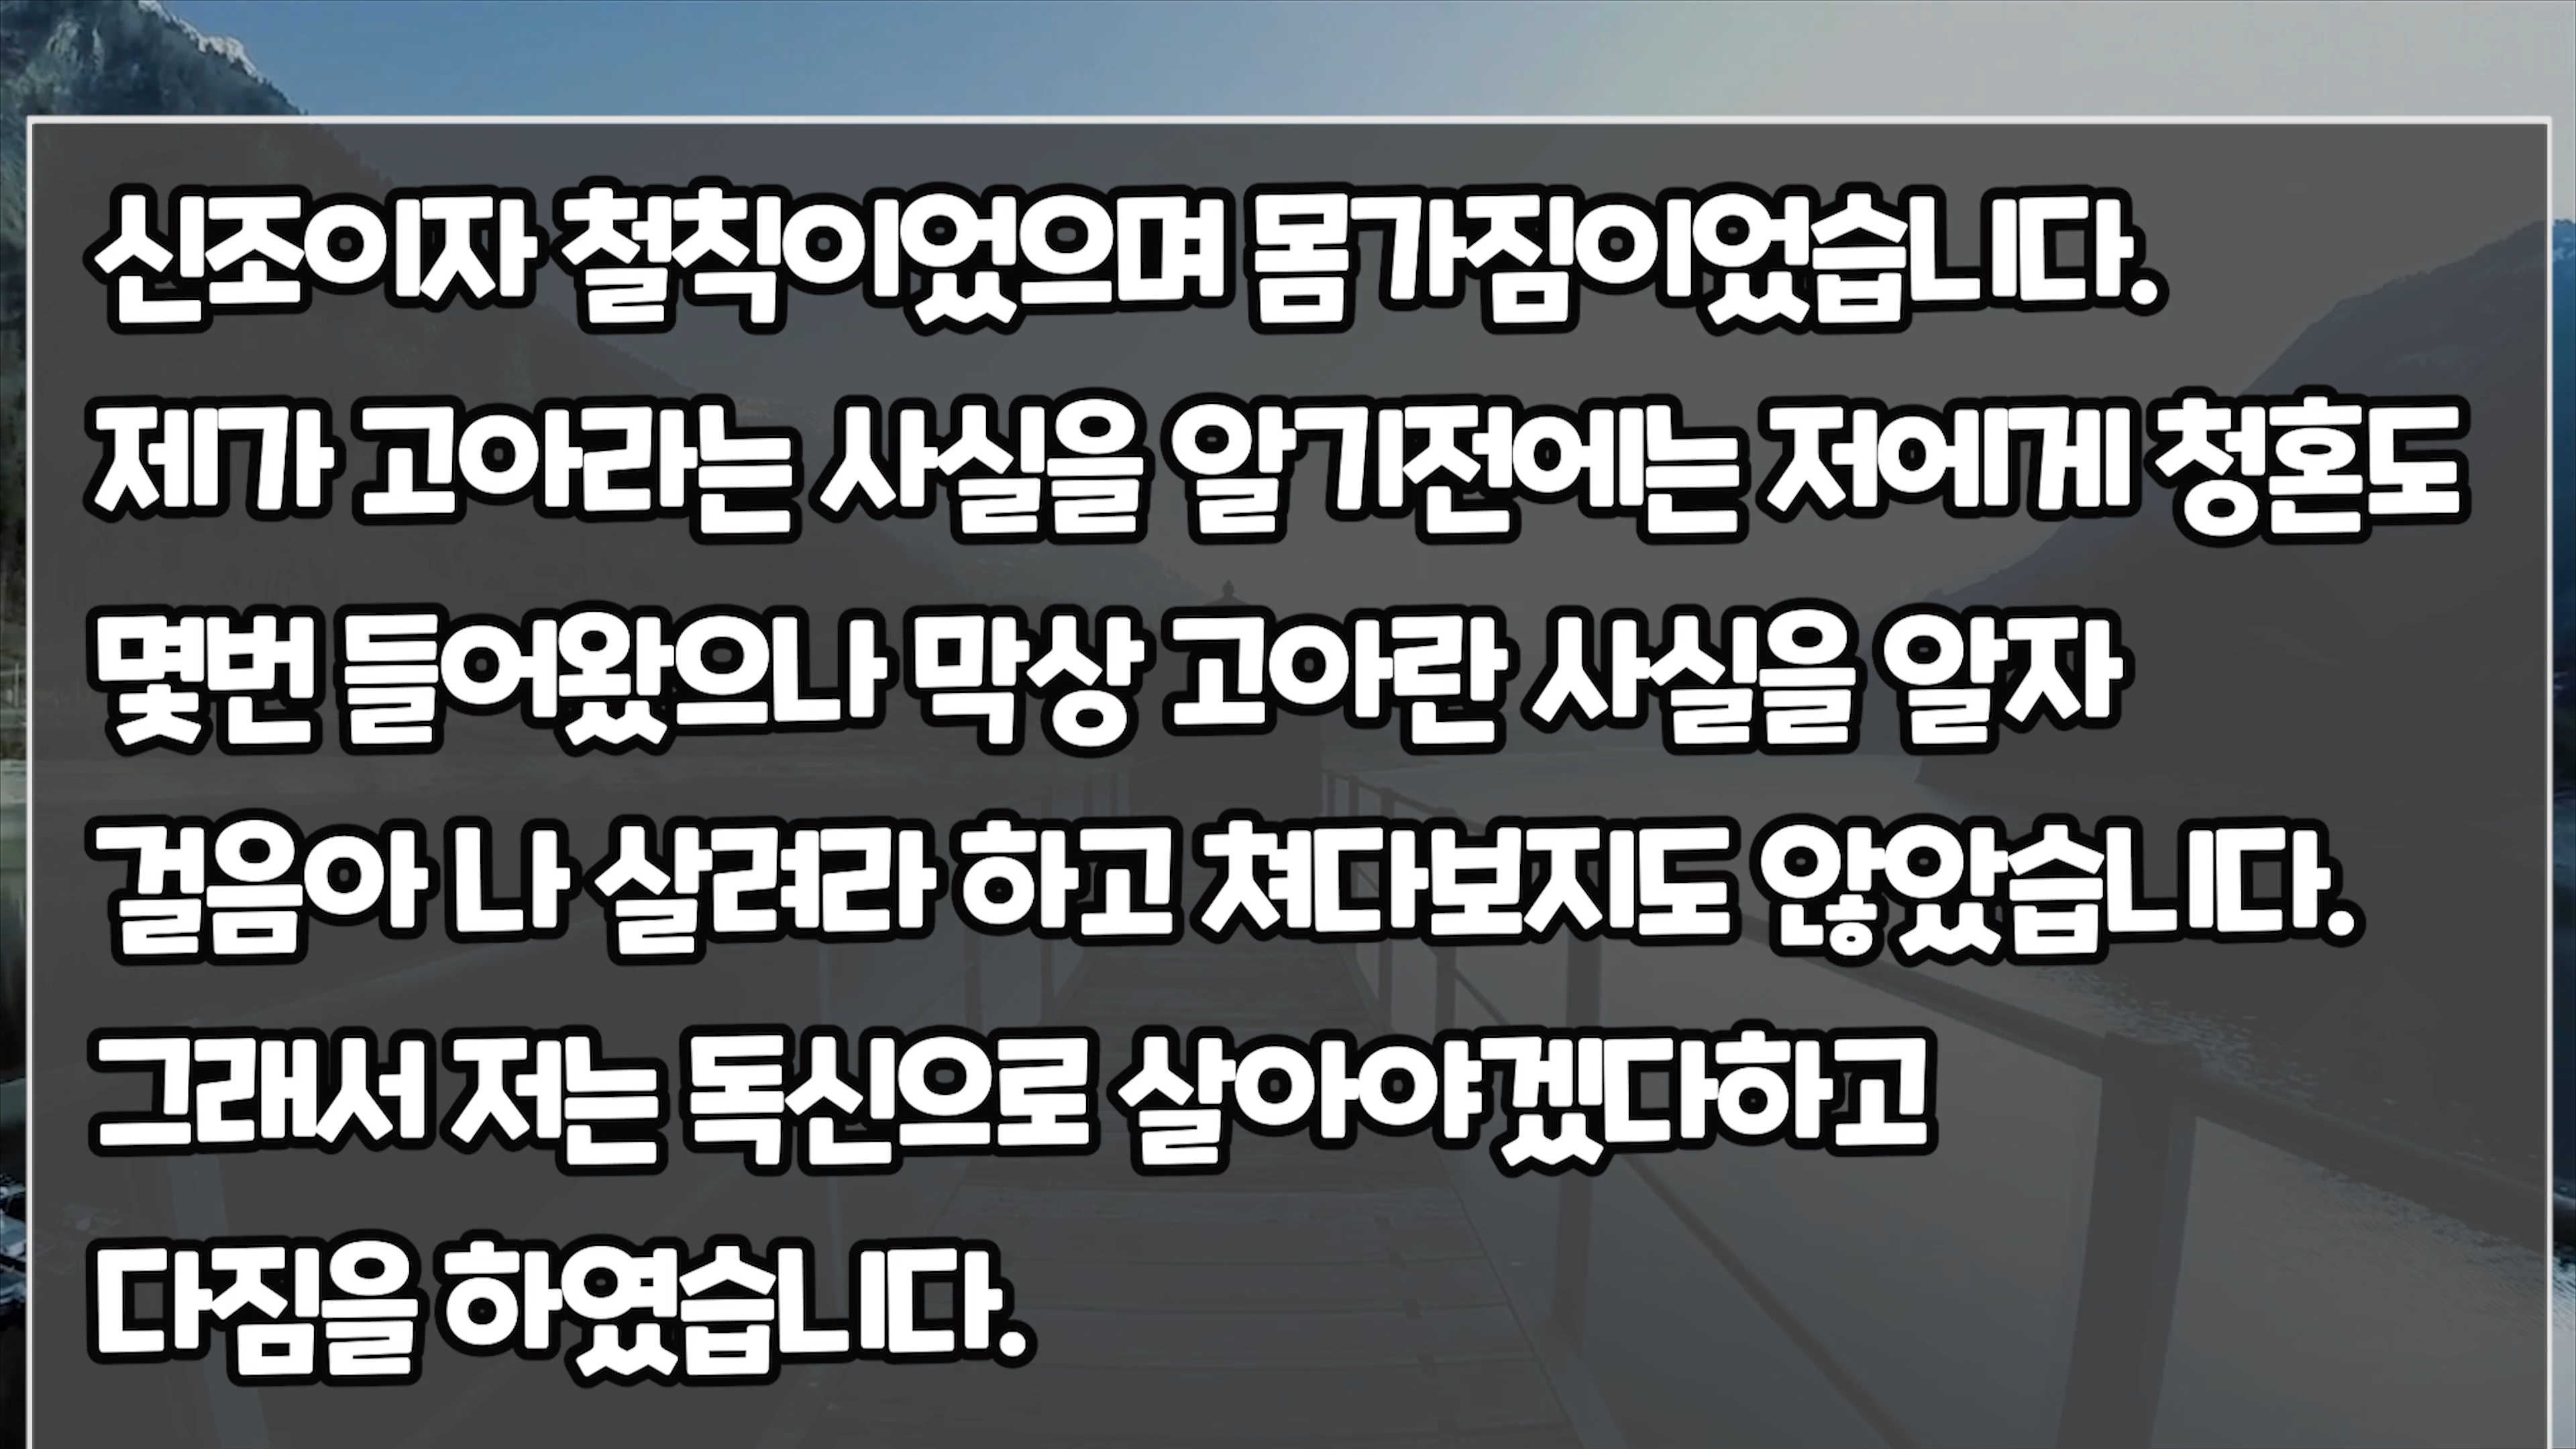 신조이자 철칙이었으며 몸가짐이었습니다.
제가 고아라는 사실을 알기전에는 저에게 청혼도
몇번 들어왔으나 막상 고아란 사실을 알자
걸음아 나 살려라 하고 쳐다보지도 않았습니다.
그래서 저는 독신으로 살아야겠다하고
다짐을 하였습니다.